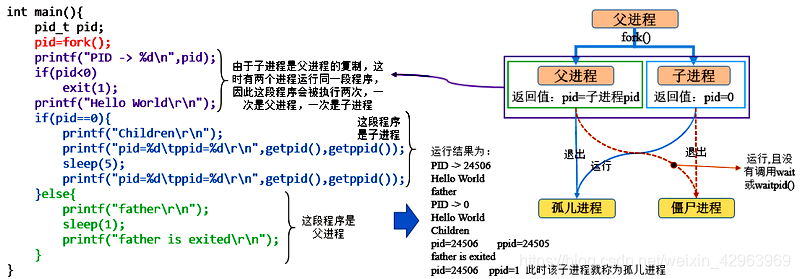 int main(){
pid_t pid;
pid=fork();
printf("PID -> %d\n",pid);
if(pid<0)
exit(1);
printf("Hello World\r\n");
if(pid==0){
printf("Children\r\n");
printf("pid=%d\tppid=%d\r\n",getpid(),getppid());
sleep(5);
printf("pid=%d\tppid=%d\r\n",getpid(),getppid());
}else{
printf("father\r\n");
sleep(1);
printf("father is exited\r\n");
}
}
由于子进程是父进程的复制，这
时有两个进程运行同一段程序，
因此这段程序会被执行两次，一
次是父进程，一次是子进程
这段程序
是子进程
这段程序是
父进程
运行结果为：
PID -> 24506
Hello World
father
PID -> 0
Hello World
Children
pid=24506 ppid=24505
father is exited
pid=24506 ppid=1 此时该子进程就称为孤儿进程
父进程
fork()
父进程
返回值：pid=子进程pid
子进程
返回值：pid=0
退出
运行
退出
运行,且没
有调用wait
或waitpid()
孤儿进程
僵尸进程
https://blog.csdn.net/weixin_42963969